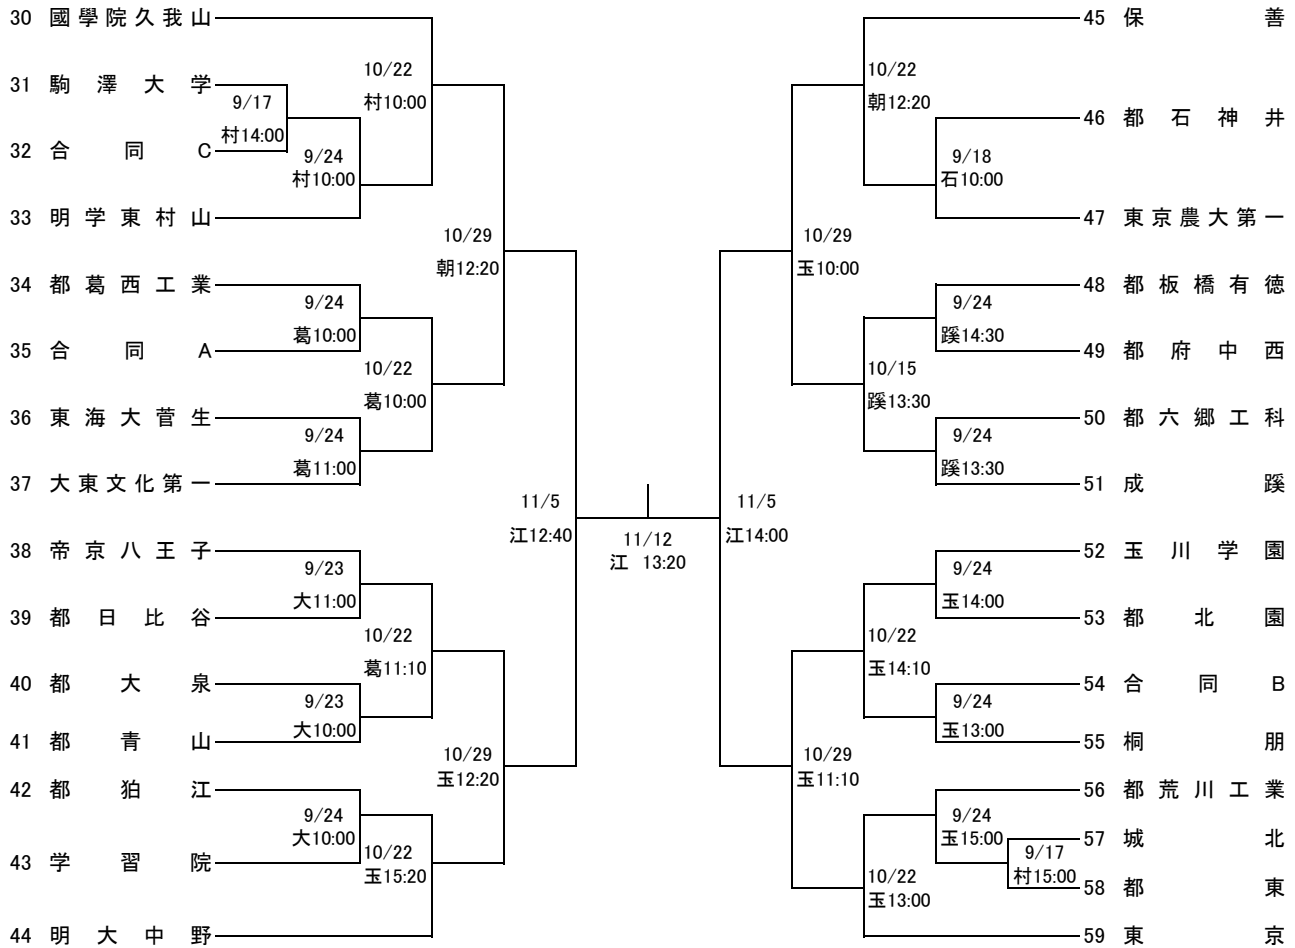 30 國學院久我山
31 駒澤大学
32 合同C
33 明学東村山
34 都葛西工業
35 合同A
36 東海大菅生
37 大東文化第一
38 帝京八王子
39 都日比谷
40 都大泉
41 都青山
42 都狛江
43 学習院
44 明大中野
9/17
村14:00
9/24
村10:00
9/24
葛10:00
9/24
葛11:00
9/23
大11:00
9/23
大10:00
9/24
大10:00
10/22
村10:00
10/22
葛10:00
10/22
葛11:10
10/22
玉15:20
10/29
朝12:20
10/29
玉12:20
11/5
江12:40
11/12
江 13:20
11/5
江14:00
10/29
玉10:00
10/29
玉11:10
10/22
朝12:20
10/15
蹊13:30
10/22
玉14:10
10/22
玉13:00
9/18
石10:00
9/24
蹊14:30
9/24
蹊13:30
9/24
玉14:00
9/24
玉13:00
9/24
玉15:00
9/17
村15:00
45 保善
46 都石神井
47 東京農大第一
48 都板橋有徳
49 都府中西
50 都六郷工科
51 成蹊
52 玉川学園
53 都北園
54 合同B
55 桐朋
56 都荒川工業
57 城北
58 都東
59 東京